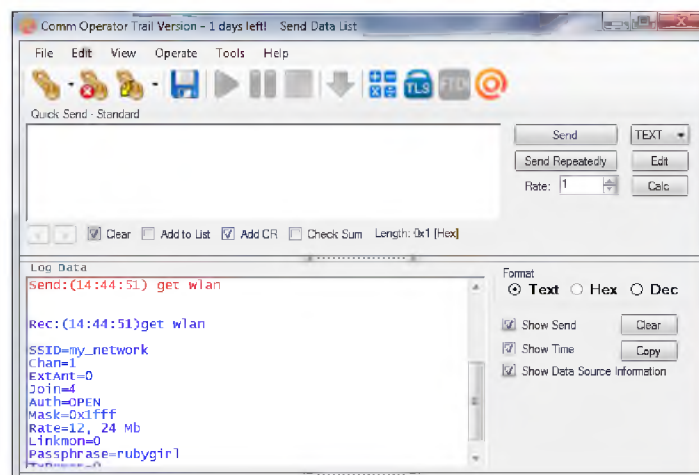 Comm Operator Trail Version - 1 days left! Send Data List
File Edit View Operate Tools Help
TLS FTDI
Quick Send - Standard
Send TEXT
Send Repeatedly Edit
Rate: 1 Calc
Clear Add to List Add CR Check Sum Length: 0x1 [Hex]
Log Data
Send:(14:44:51) get wlan
Rec:(14:44:51)get wlan
SSID=my_network
Chan=1
ExtAnt=0
Join=4
Auth=OPEN
Mask=0x1fff
Rate=12, 24 Mb
Linkmon=0
Passphrase=rubygirl
Format
Text Hex Dec
Show Send Clear
Show Time Copy
Show Data Source Information